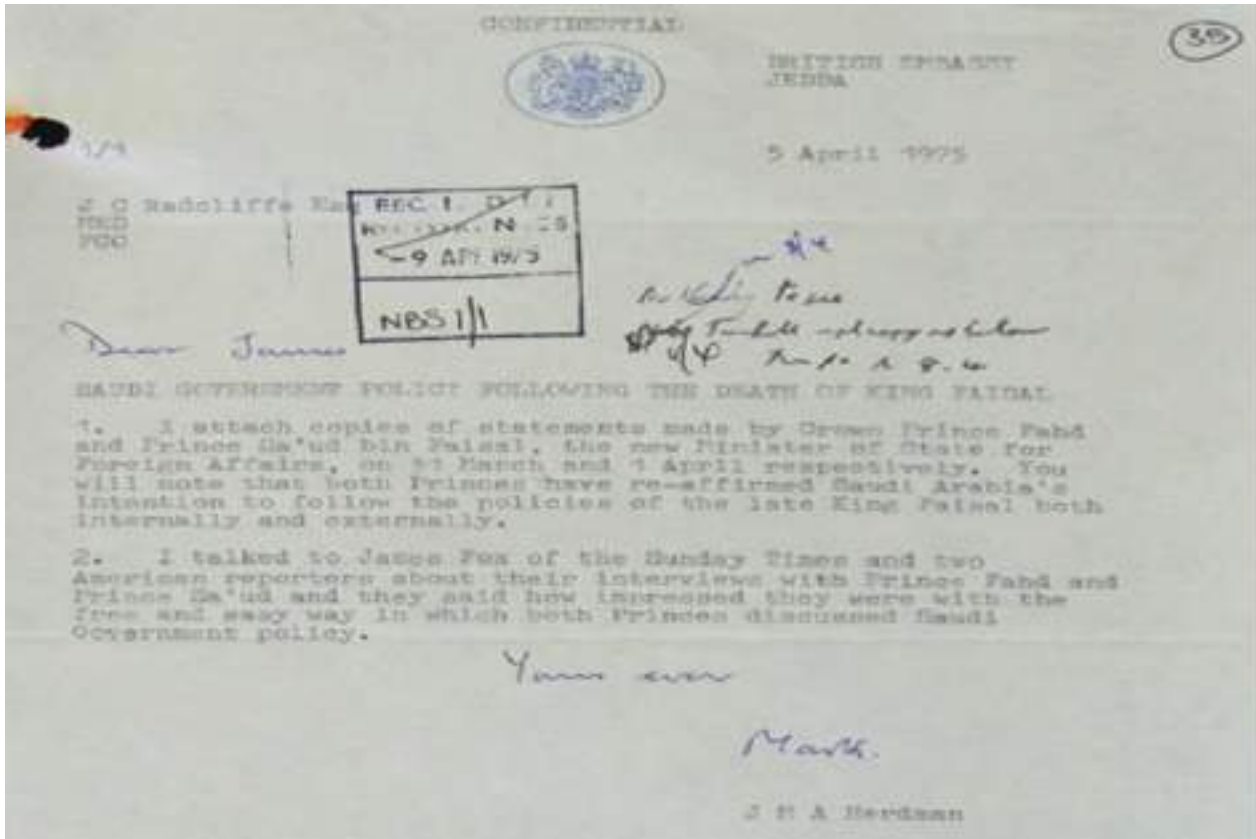 CONFIDENTIAL
35
BRITISH EMBASSY
JEDDA
1/1
5 April 1975
J C Radcliffe Esq
MED
FCO
9 APR 1975
NBS 1/1
Dear James
SAUDI GOVERNMENT POLICY FOLLOWING THE DEATH OF KING FAISAL
1. I attach copies of statements made by Crown Prince Fahd
and Prince Sa'ud bin Faisal, the new Minister of State for
Foreign Affairs, on 31 March and 1 April respectively. You
will note that both Princes have re-affirmed Saudi Arabia's
intention to follow the policies of the late King Faisal both
internally and externally.
2. I talked to James Fox of the Sunday Times and two
American reporters about their interviews with Prince Fahd and
Prince Sa'ud and they said how impressed they were with the
free and easy way in which both Princes discussed Saudi
Government policy.
Yours ever
Mark.
J M A Herdman